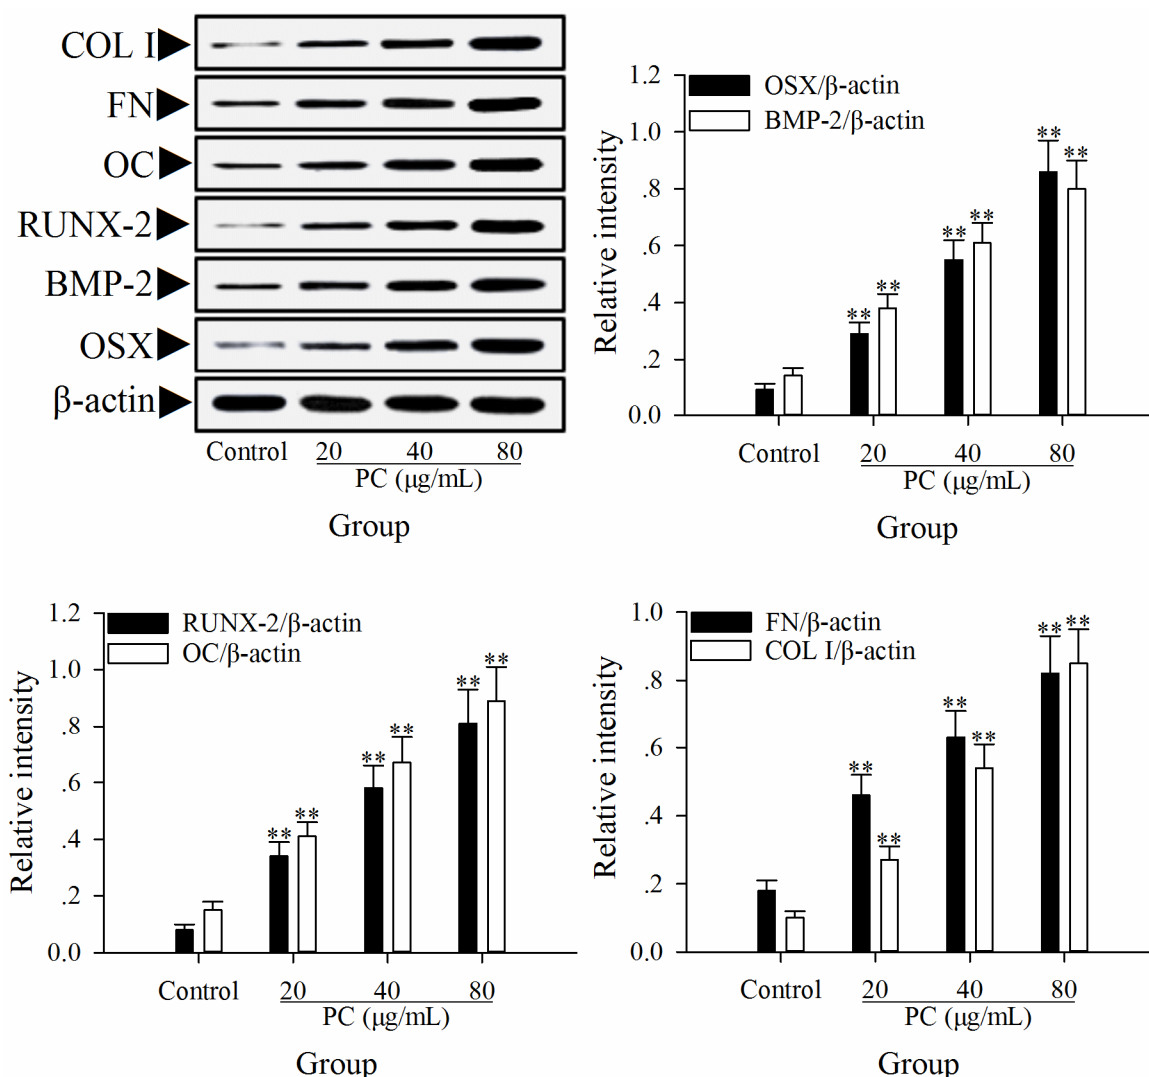 COL I
FN
OC
RUNX-2
BMP-2
OSX
β-actin
Control 20 40 80
PC (μg/mL)
Group
1.2
1.0
.8
.6
.4
.2
0.0
Relative intensity
OSX/β-actin
BMP-2/β-actin
** **
** **
** **
Control 20 40 80
PC (μg/mL)
Group
1.2
1.0
.8
.6
.4
.2
0.0
Relative intensity
RUNX-2/β-actin
OC/β-actin
** **
** **
** **
Control 20 40 80
PC (μg/mL)
Group
1.0
.8
.6
.4
.2
0.0
Relative intensity
FN/β-actin
COL I/β-actin
** **
** **
** **
Control 20 40 80
PC (μg/mL)
Group